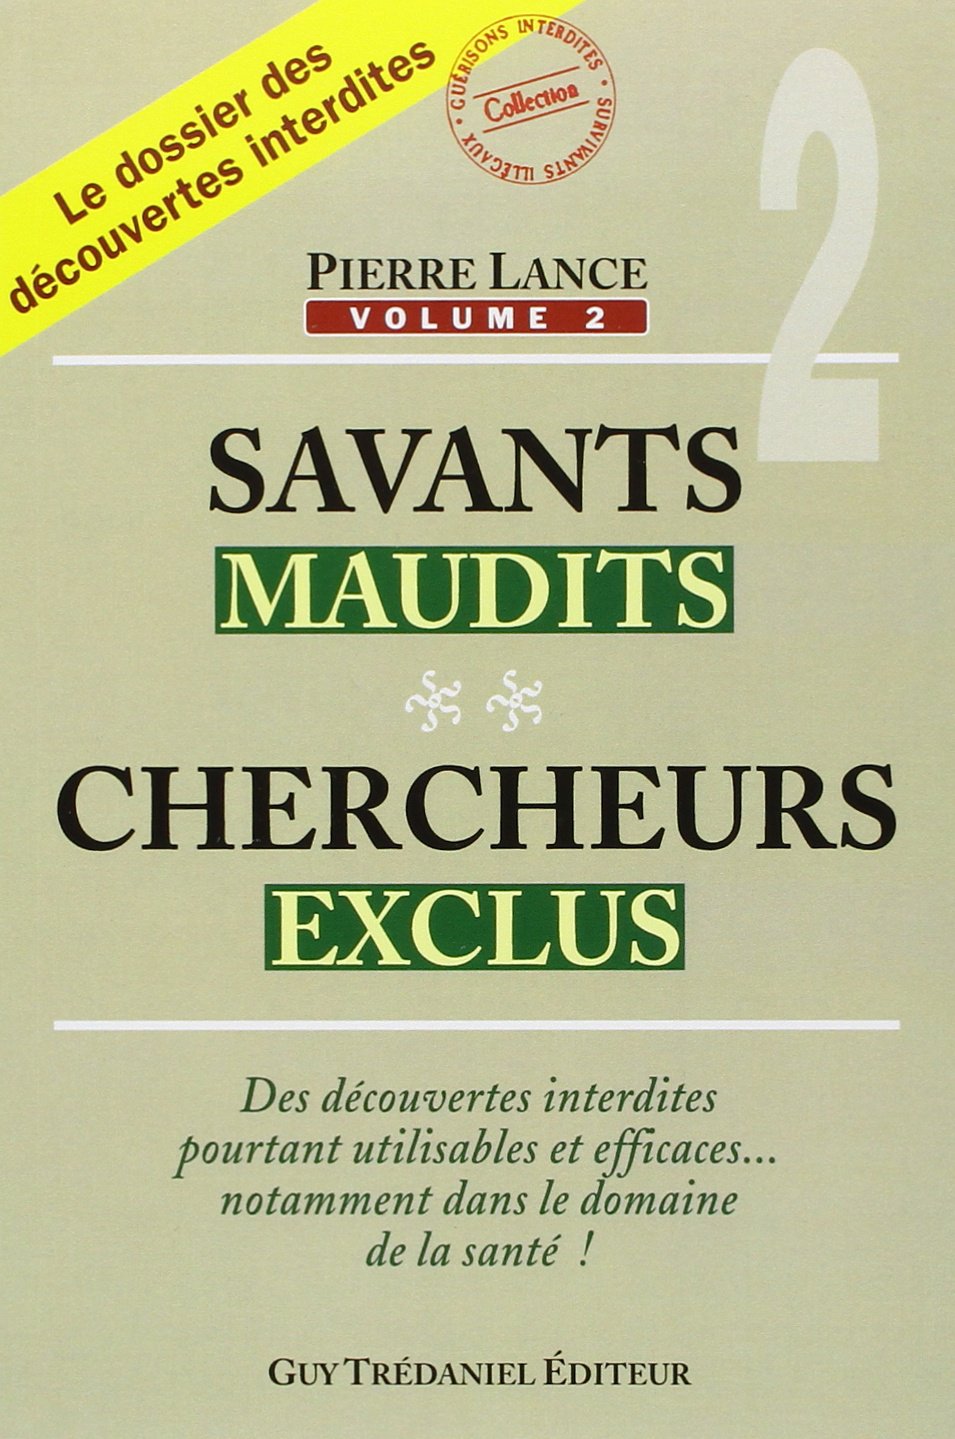 Le dossier des
découvertes interdites
GUÉRISONS INTERDITES • SURVIVANTS ILLÉGAUX •
Collection
2
PIERRE LANCE
VOLUME 2
SAVANTS
MAUDITS
CHERCHEURS
EXCLUS
Des découvertes interdites
pourtant utilisables et efficaces...
notamment dans le domaine
de la santé !
GUY TRÉDANIEL ÉDITEUR